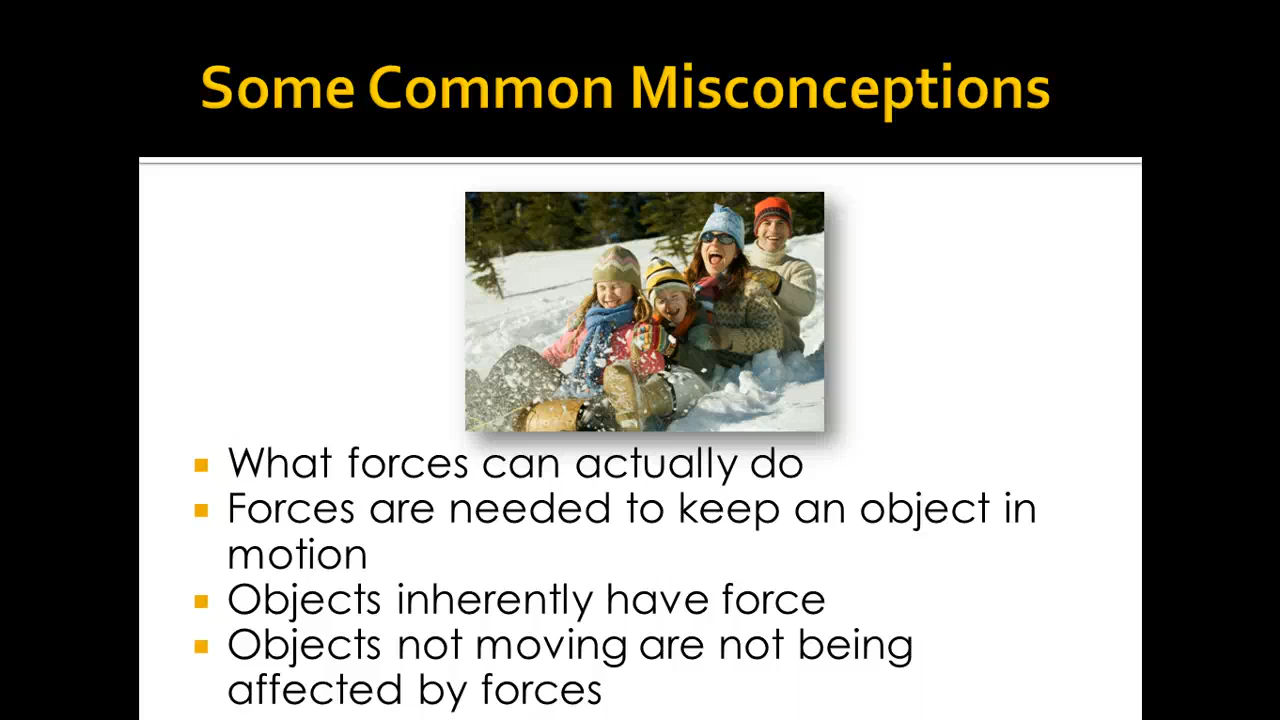 Some Common Misconceptions
What forces can actually do
Forces are needed to keep an object in
motion
Objects inherently have force
Objects not moving are not being
affected by forces